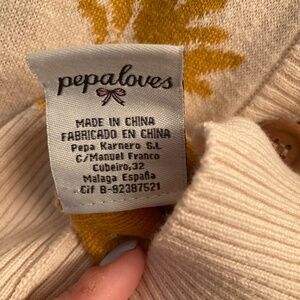 pepaloves
MADE IN CHINA
FABRICADO EN CHINA
Pepa Karnero S.L
C/Manuel Franco
Cubeiro,32
Malaga España
Cif B-92387521